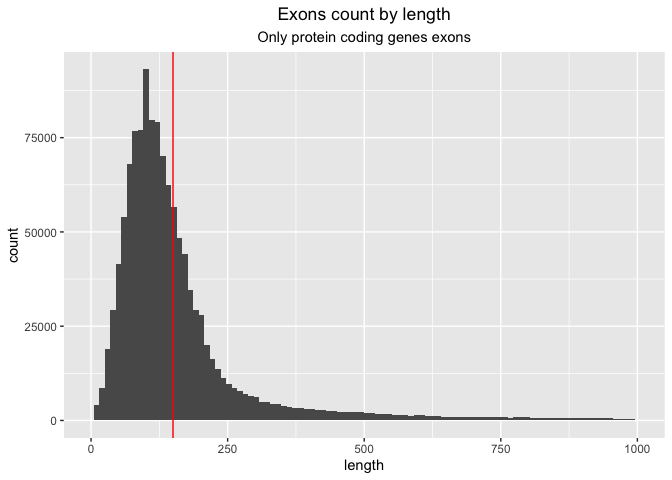 Exons count by length
Only protein coding genes exons
75000
50000
25000
0
count
0 250 500 750 1000
length